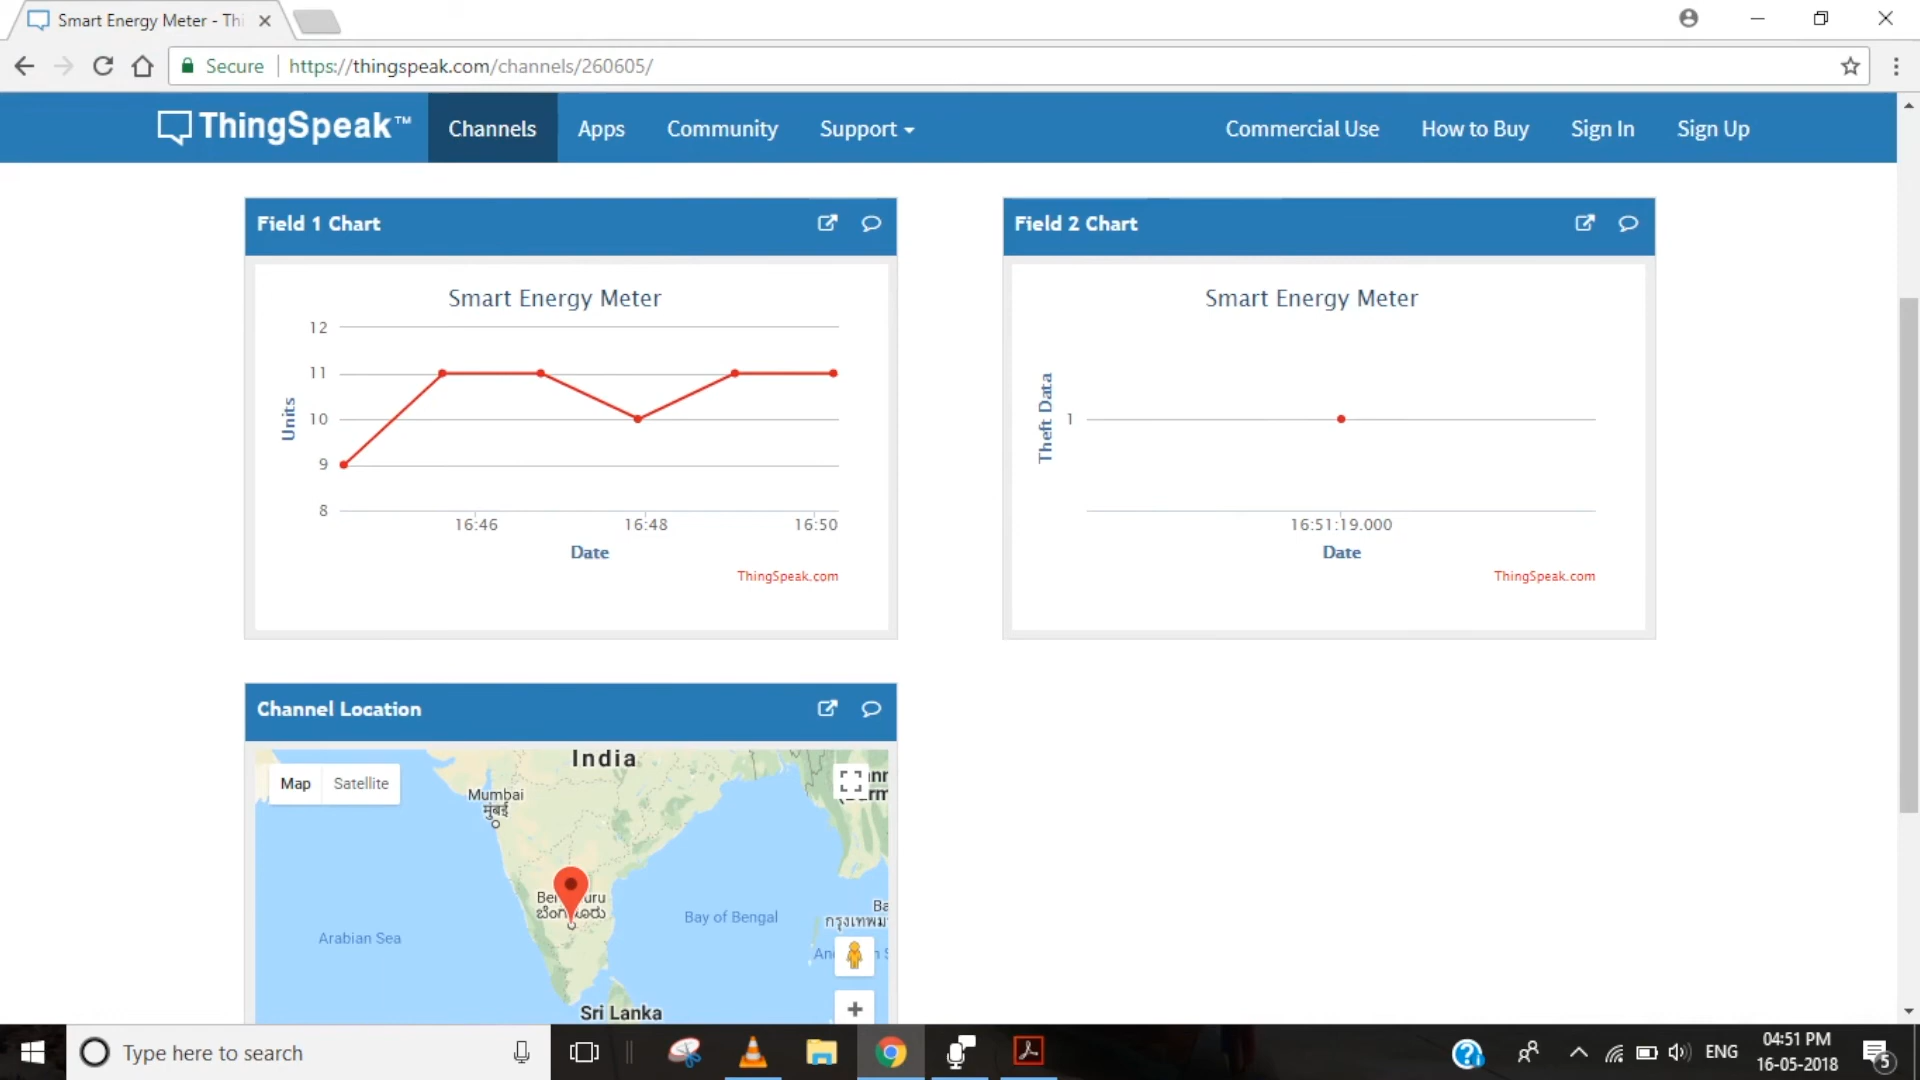 Smart Energy Meter - Thi
Secure https://thingspeak.com/channels/260605/
ThingSpeak™ Channels Apps Community Support Commercial Use How to Buy Sign In Sign Up
Field 1 Chart
Smart Energy Meter
12
11
10
9
8
Units
16:46 16:48 16:50
Date
ThingSpeak.com
Field 2 Chart
Smart Energy Meter
Theft Data
1
16:51:19.000
Date
ThingSpeak.com
Channel Location
Map Satellite
India
Mumbai
मुंबई
Arabian Sea
Bay of Bengal
Sri Lanka
Type here to search
ENG
04:51 PM
16-05-2018
5